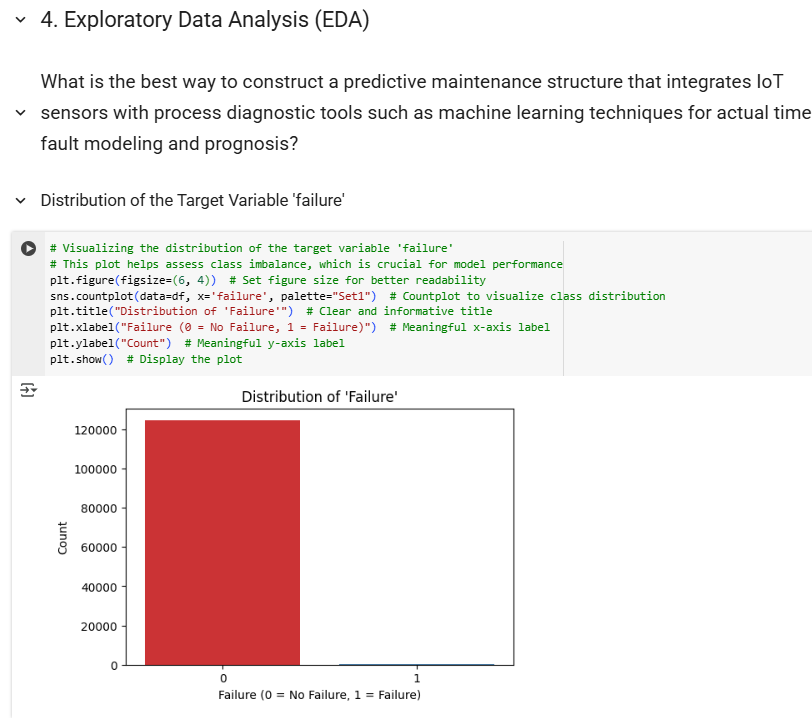 4. Exploratory Data Analysis (EDA)
What is the best way to construct a predictive maintenance structure that integrates IoT
sensors with process diagnostic tools such as machine learning techniques for actual time
fault modeling and prognosis?
Distribution of the Target Variable 'failure'
# Visualizing the distribution of the target variable 'failure'
# This plot helps assess class imbalance, which is crucial for model performance
plt.figure(figsize=(6, 4))  # Set figure size for better readability
sns.countplot(data=df, x='failure', palette="Set1")  # Countplot to visualize class distribution
plt.title("Distribution of 'Failure'")  # Clear and informative title
plt.xlabel("Failure (0 = No Failure, 1 = Failure)")  # Meaningful x-axis label
plt.ylabel("Count")  # Meaningful y-axis label
plt.show()  # Display the plot
Distribution of 'Failure'
120000
100000
80000
60000
40000
20000
0
Count
0 1
Failure (0 = No Failure, 1 = Failure)